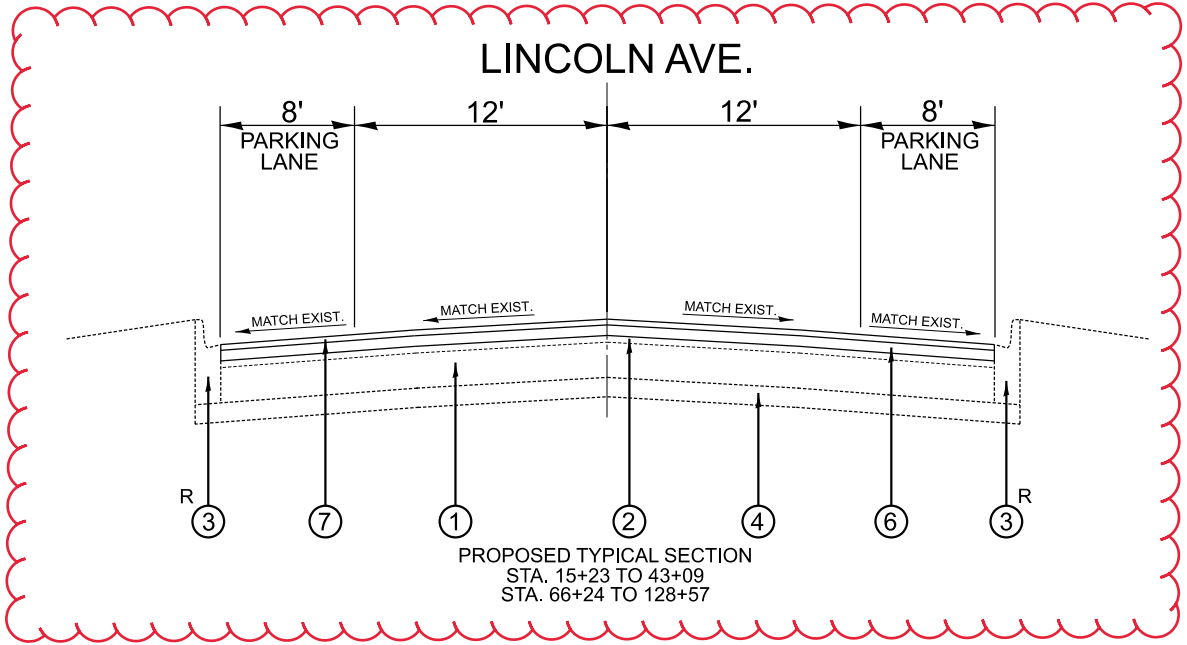 LINCOLN AVE.
8' 12' 12' 8'
PARKING PARKING
LANE LANE
MATCH EXIST. MATCH EXIST. MATCH EXIST. MATCH EXIST.
R R
3 7 1 2 4 6 3
PROPOSED TYPICAL SECTION
STA. 15+23 TO 43+09
STA. 66+24 TO 128+57